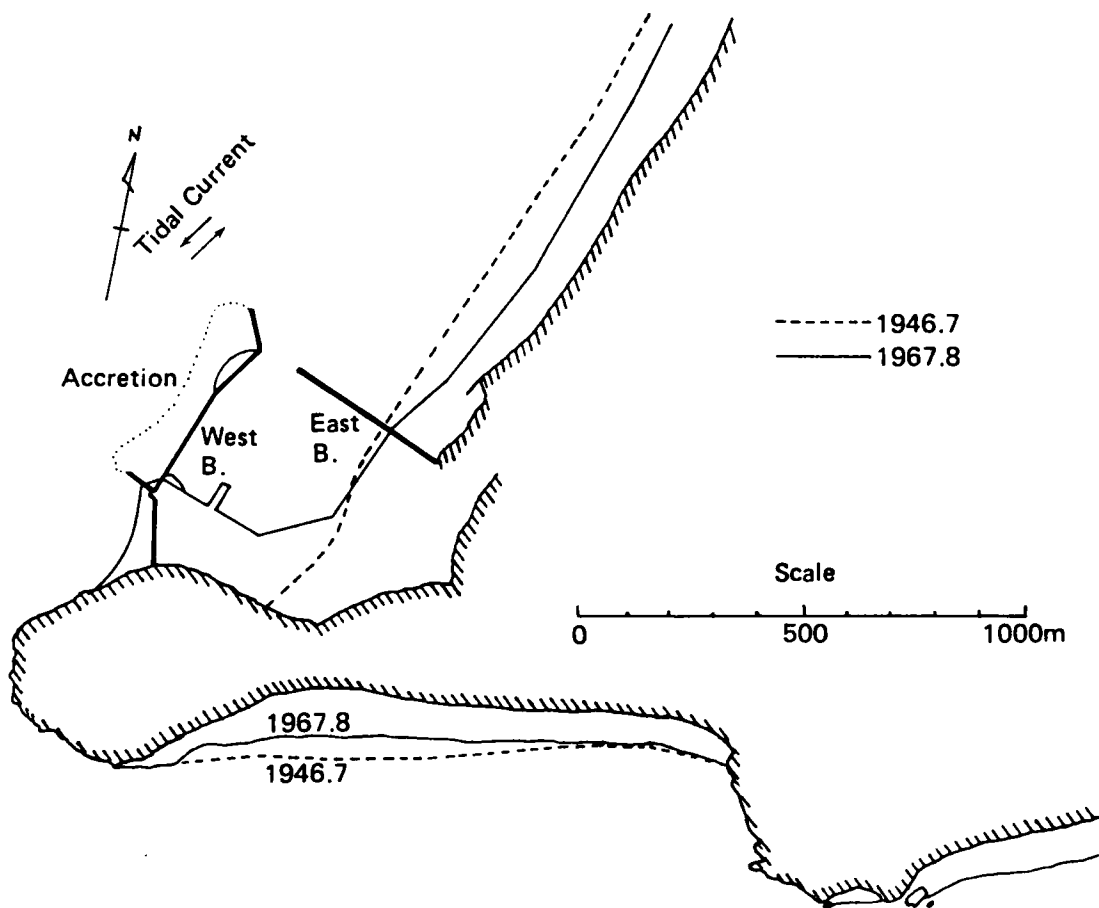 N
Tidal Current
1946.7
1967.8
Accretion
West
B.
East
B.
Scale
0 500 1000m
1967.8
1946.7